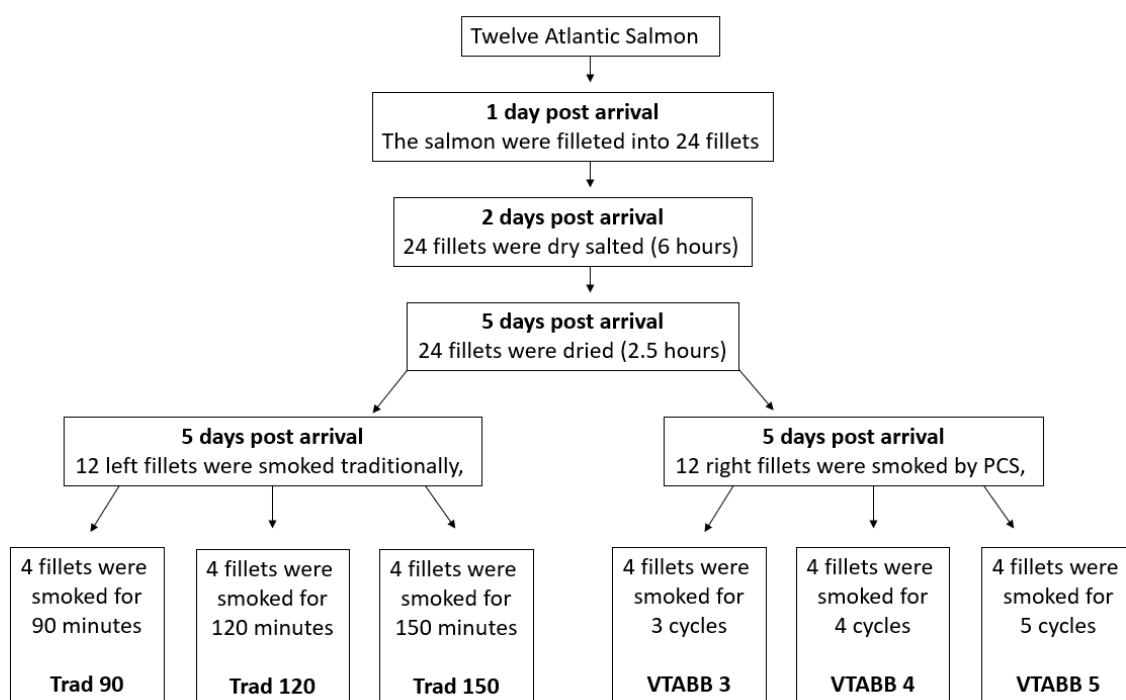 Twelve Atlantic Salmon
1 day post arrival
The salmon were filleted into 24 fillets
2 days post arrival
24 fillets were dry salted (6 hours)
5 days post arrival
24 fillets were dried (2.5 hours)
5 days post arrival
12 left fillets were smoked traditionally,
5 days post arrival
12 right fillets were smoked by PCS,
4 fillets were
smoked for
90 minutes
Trad 90
4 fillets were
smoked for
120 minutes
Trad 120
4 fillets were
smoked for
150 minutes
Trad 150
4 fillets were
smoked for
3 cycles
VTABB 3
4 fillets were
smoked for
4 cycles
VTABB 4
4 fillets were
smoked for
5 cycles
VTABB 5